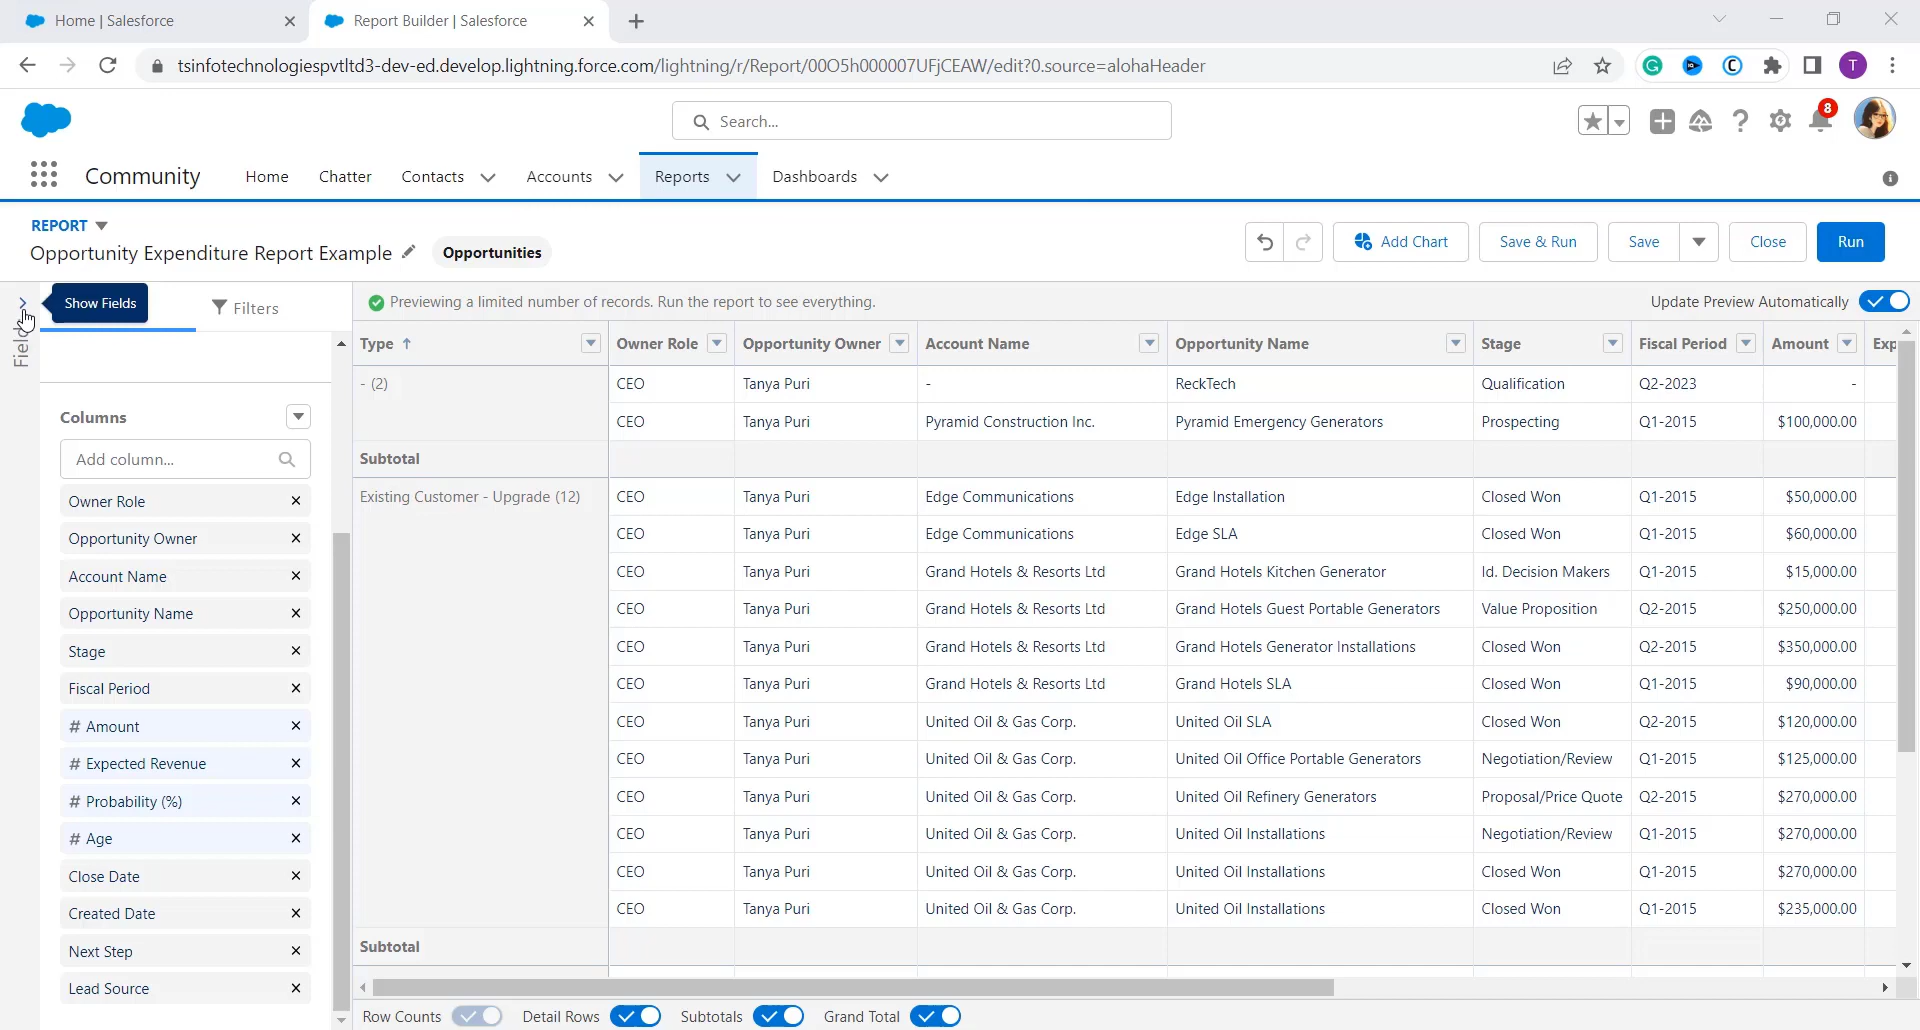 Home | Salesforce
Report Builder | Salesforce
tsinfotechnologiespvtltd3-dev-ed.develop.lightning.force.com/lightning/r/Report/00O5h000007UFjCEAW/edit?0.source=alohaHeader
T
Search...
8
Community
Home
Chatter
Contacts
Accounts
Reports
Dashboards
REPORT
Opportunity Expenditure Report Example
Opportunities
Add Chart
Save & Run
Save
Close
Run
Show Fields
Filters
Previewing a limited number of records. Run the report to see everything.
Update Preview Automatically
Columns
Add column...
Owner Role
Opportunity Owner
Account Name
Opportunity Name
Stage
Fiscal Period
# Amount
# Expected Revenue
# Probability (%)
# Age
Close Date
Created Date
Next Step
Lead Source
Type Owner Role Opportunity Owner Account Name Opportunity Name Stage Fiscal Period Amount Exp
- (2) CEO Tanya Puri - ReckTech Qualification Q2-2023 -
CEO Tanya Puri Pyramid Construction Inc. Pyramid Emergency Generators Prospecting Q1-2015 $100,000.00
Subtotal
Existing Customer - Upgrade (12) CEO Tanya Puri Edge Communications Edge Installation Closed Won Q1-2015 $50,000.00
CEO Tanya Puri Edge Communications Edge SLA Closed Won Q1-2015 $60,000.00
CEO Tanya Puri Grand Hotels & Resorts Ltd Grand Hotels Kitchen Generator Id. Decision Makers Q1-2015 $15,000.00
CEO Tanya Puri Grand Hotels & Resorts Ltd Grand Hotels Guest Portable Generators Value Proposition Q2-2015 $250,000.00
CEO Tanya Puri Grand Hotels & Resorts Ltd Grand Hotels Generator Installations Closed Won Q2-2015 $350,000.00
CEO Tanya Puri Grand Hotels & Resorts Ltd Grand Hotels SLA Closed Won Q1-2015 $90,000.00
CEO Tanya Puri United Oil & Gas Corp. United Oil SLA Closed Won Q2-2015 $120,000.00
CEO Tanya Puri United Oil & Gas Corp. United Oil Office Portable Generators Negotiation/Review Q1-2015 $125,000.00
CEO Tanya Puri United Oil & Gas Corp. United Oil Refinery Generators Proposal/Price Quote Q2-2015 $270,000.00
CEO Tanya Puri United Oil & Gas Corp. United Oil Installations Negotiation/Review Q1-2015 $270,000.00
CEO Tanya Puri United Oil & Gas Corp. United Oil Installations Closed Won Q1-2015 $270,000.00
CEO Tanya Puri United Oil & Gas Corp. United Oil Installations Closed Won Q1-2015 $235,000.00
Subtotal
Row Counts
Detail Rows
Subtotals
Grand Total